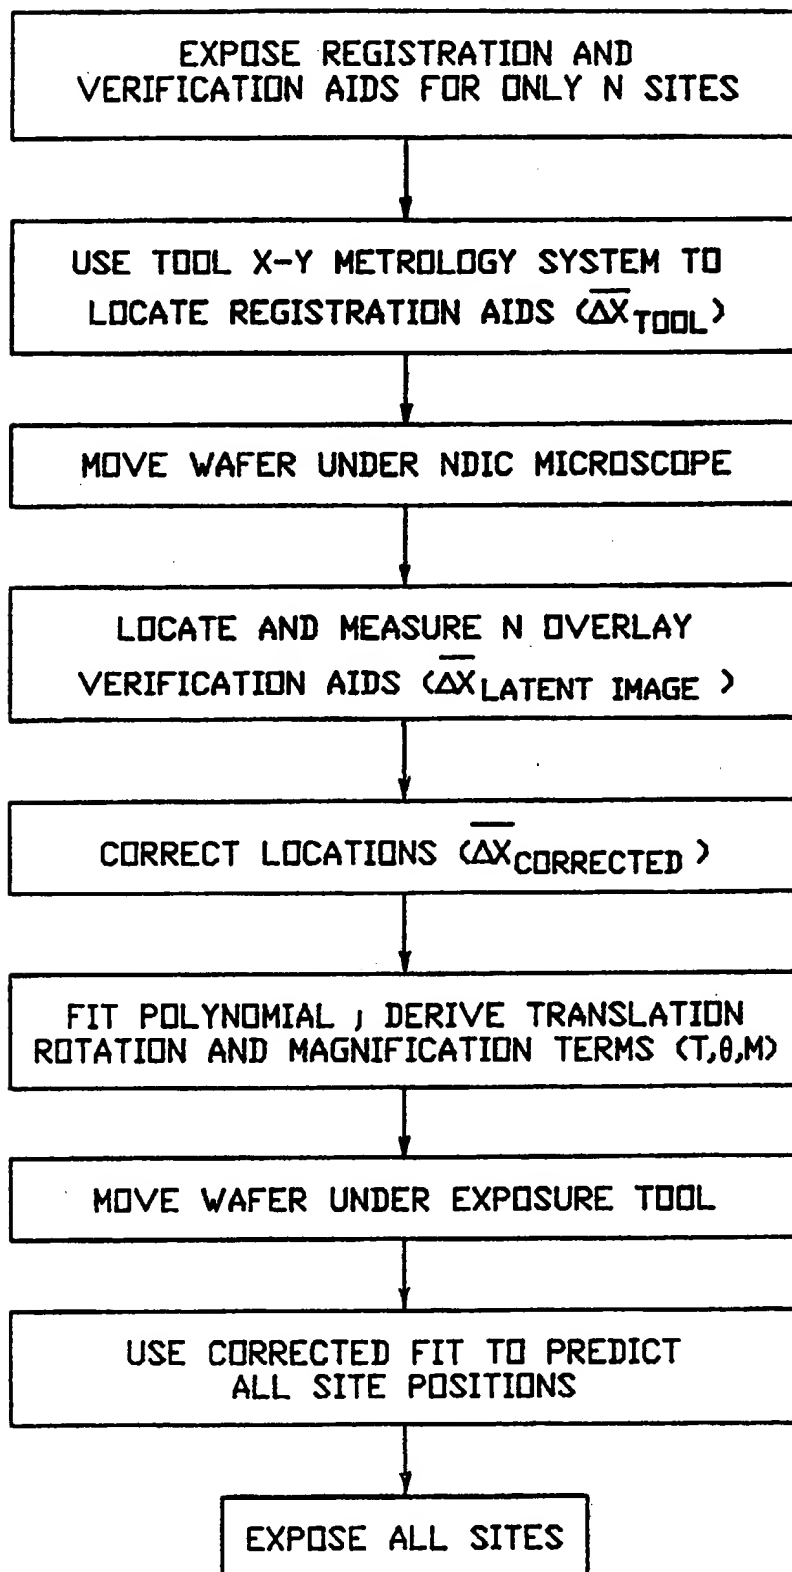 EXPOSE REGISTRATION AND
VERIFICATION AIDS FOR ONLY N SITES
USE TOOL X-Y METROLOGY SYSTEM TO
LOCATE REGISTRATION AIDS (ΔX̅ TOOL)
MOVE WAFER UNDER NDIC MICROSCOPE
LOCATE AND MEASURE N OVERLAY
VERIFICATION AIDS (ΔX̅ LATENT IMAGE )
CORRECT LOCATIONS (ΔX̅ CORRECTED )
FIT POLYNOMIAL ; DERIVE TRANSLATION
ROTATION AND MAGNIFICATION TERMS (T,θ,M)
MOVE WAFER UNDER EXPOSURE TOOL
USE CORRECTED FIT TO PREDICT
ALL SITE POSITIONS
EXPOSE ALL SITES